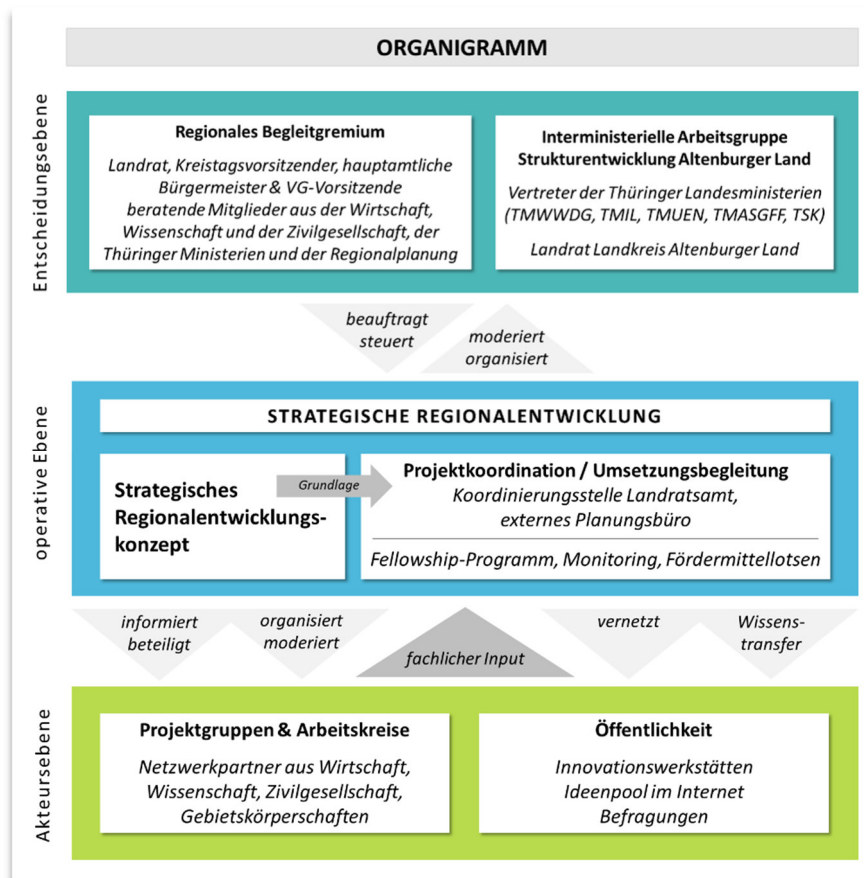 ORGANIGRAMM
Entscheidungsebene
Regionales Begleitgremium
Landrat, Kreistagsvorsitzender, hauptamtliche
Bürgermeister & VG-Vorsitzende
beratende Mitglieder aus der Wirtschaft,
Wissenschaft und der Zivilgesellschaft, der
Thüringer Ministerien und der Regionalplanung
Interministerielle Arbeitsgruppe
Strukturentwicklung Altenburger Land
Vertreter der Thüringer Landesministerien
(TMWWDG, TMIL, TMUEN, TMASGFF, TSK)
Landrat Landkreis Altenburger Land
beauftragt
steuert
moderiert
organisiert
operative Ebene
STRATEGISCHE REGIONALENTWICKLUNG
Strategisches
Regionalentwicklungs-
konzept
Grundlage
Projektkoordination / Umsetzungsbegleitung
Koordinierungsstelle Landratsamt,
externes Planungsbüro
Fellowship-Programm, Monitoring, Fördermittellotsen
informiert
beteiligt
organisiert
moderiert
fachlicher Input
vernetzt
Wissens-
transfer
Akteursebene
Projektgruppen & Arbeitskreise
Netzwerkpartner aus Wirtschaft,
Wissenschaft, Zivilgesellschaft,
Gebietskörperschaften
Öffentlichkeit
Innovationswerkstätten
Ideenpool im Internet
Befragungen